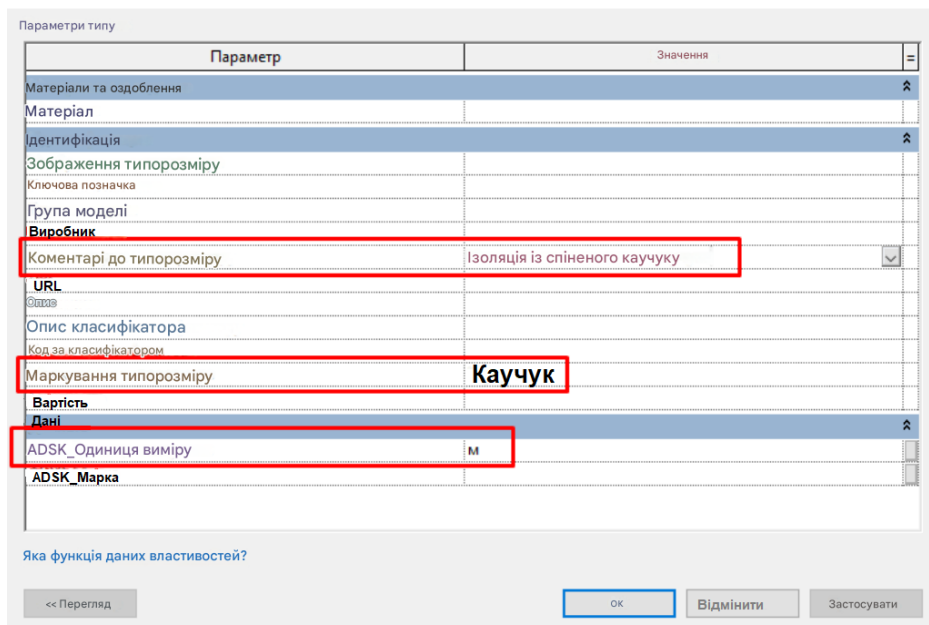 Параметри типу
Параметр Значення =
Матеріали та оздоблення
Матеріал
Ідентифікація
Зображення типорозміру
Ключова позначка
Група моделі
Виробник
Коментарі до типорозміру Ізоляція із спіненого каучуку
URL
Опис
Опис класифікатора
Код за класифікатором
Маркування типорозміру Каучук
Вартість
Дані
ADSK_Одиниця виміру м
ADSK_Марка
Яка функція даних властивостей?
<< Перегляд ОК Відмінити Застосувати